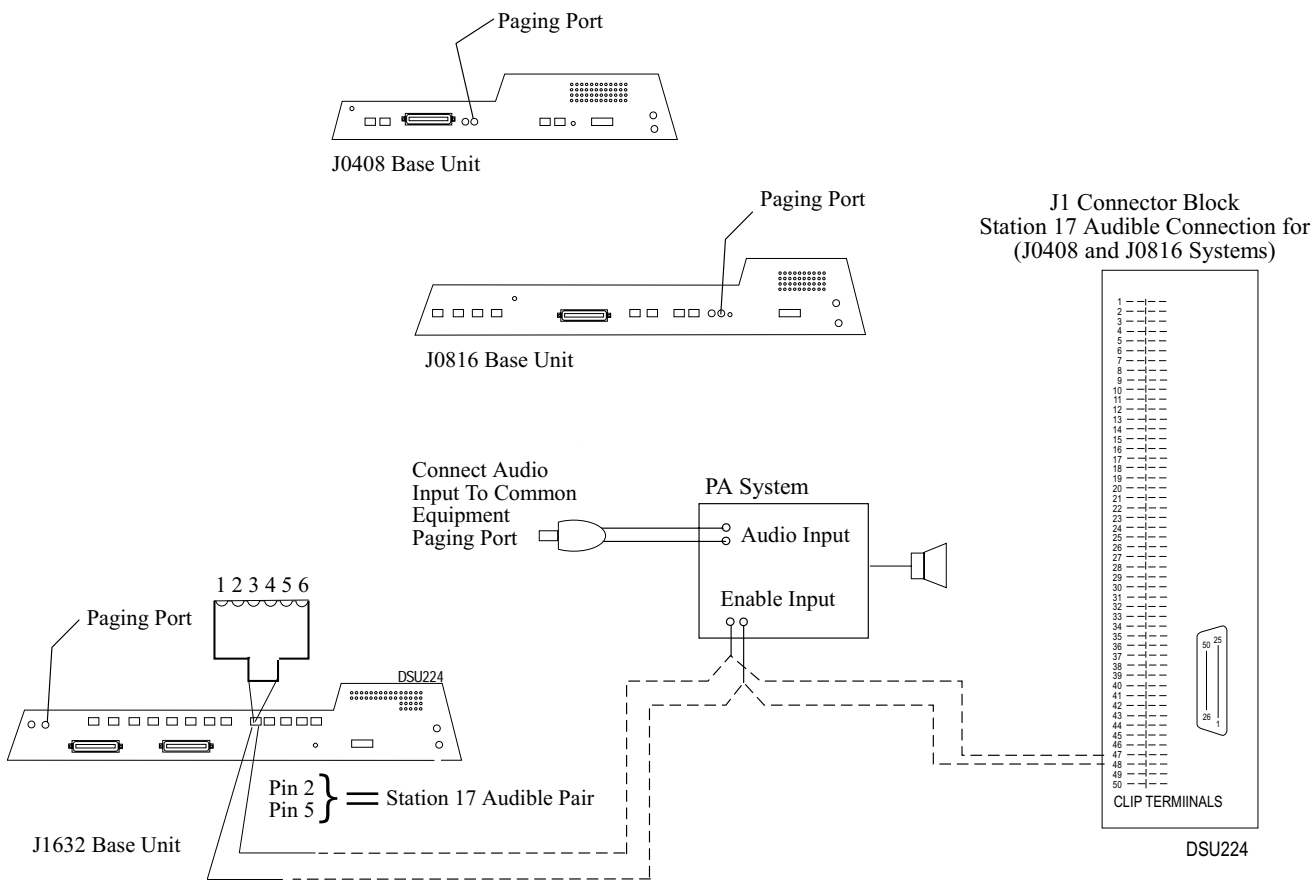 Paging Port
J0408 Base Unit
Paging Port
J0816 Base Unit
J1 Connector Block
Station 17 Audible Connection for
(J0408 and J0816 Systems)
1
2
3
4
5
6
7
8
9
10
11
12
13
14
15
16
17
18
19
20
21
22
23
24
25
26
27
28
29
30
31
32
33
34
35
36
37
38
39
40
41
42
43
44
45
46
47
48
49
50
50 25
26 1
CLIP TERMIINALS
DSU224
Connect Audio
Input To Common
Equipment
Paging Port
PA System
Audio Input
Enable Input
1 2 3 4 5 6
Paging Port
DSU224
Pin 2
Pin 5
Station 17 Audible Pair
J1632 Base Unit